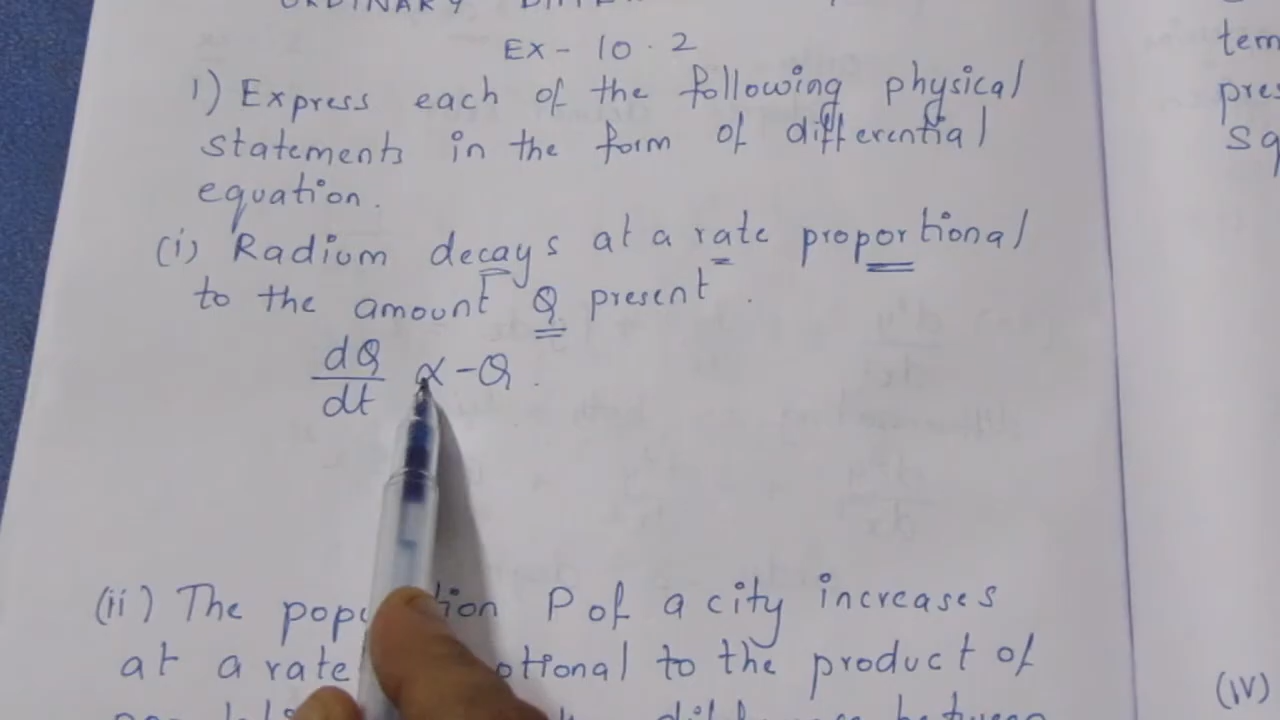 Ex - 10.2
1) Express each of the following physical
statements in the form of differential
equation.
(i) Radium decays at a rate proportional
to the amount Q present.
dQ/dt ∝ -Q.
(ii) The P of a city increases
at a rate to the product of
tem
pres
sq
(iv)